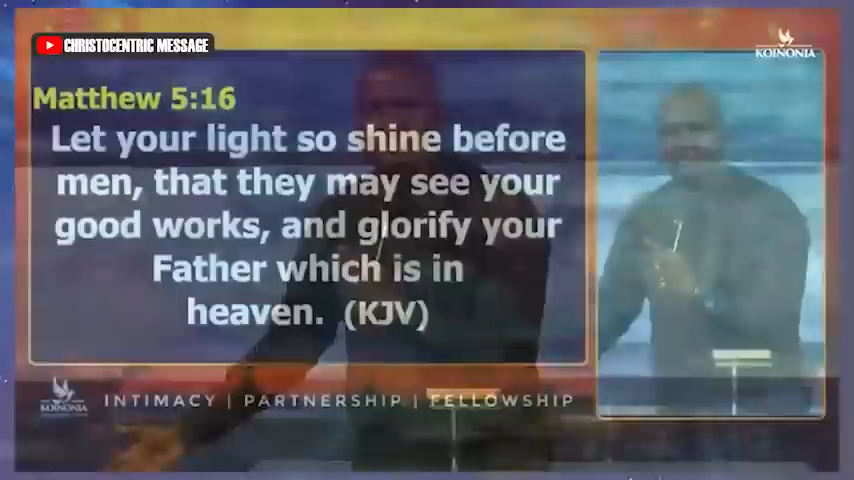 CHRISTOCENTRIC MESSAGE
KOINONIA
Matthew 5:16
Let your light so shine before
men, that they may see your
good works, and glorify your
Father which is in
heaven. (KJV)
KOINONIA
INTIMACY | PARTNERSHIP | FELLOWSHIP